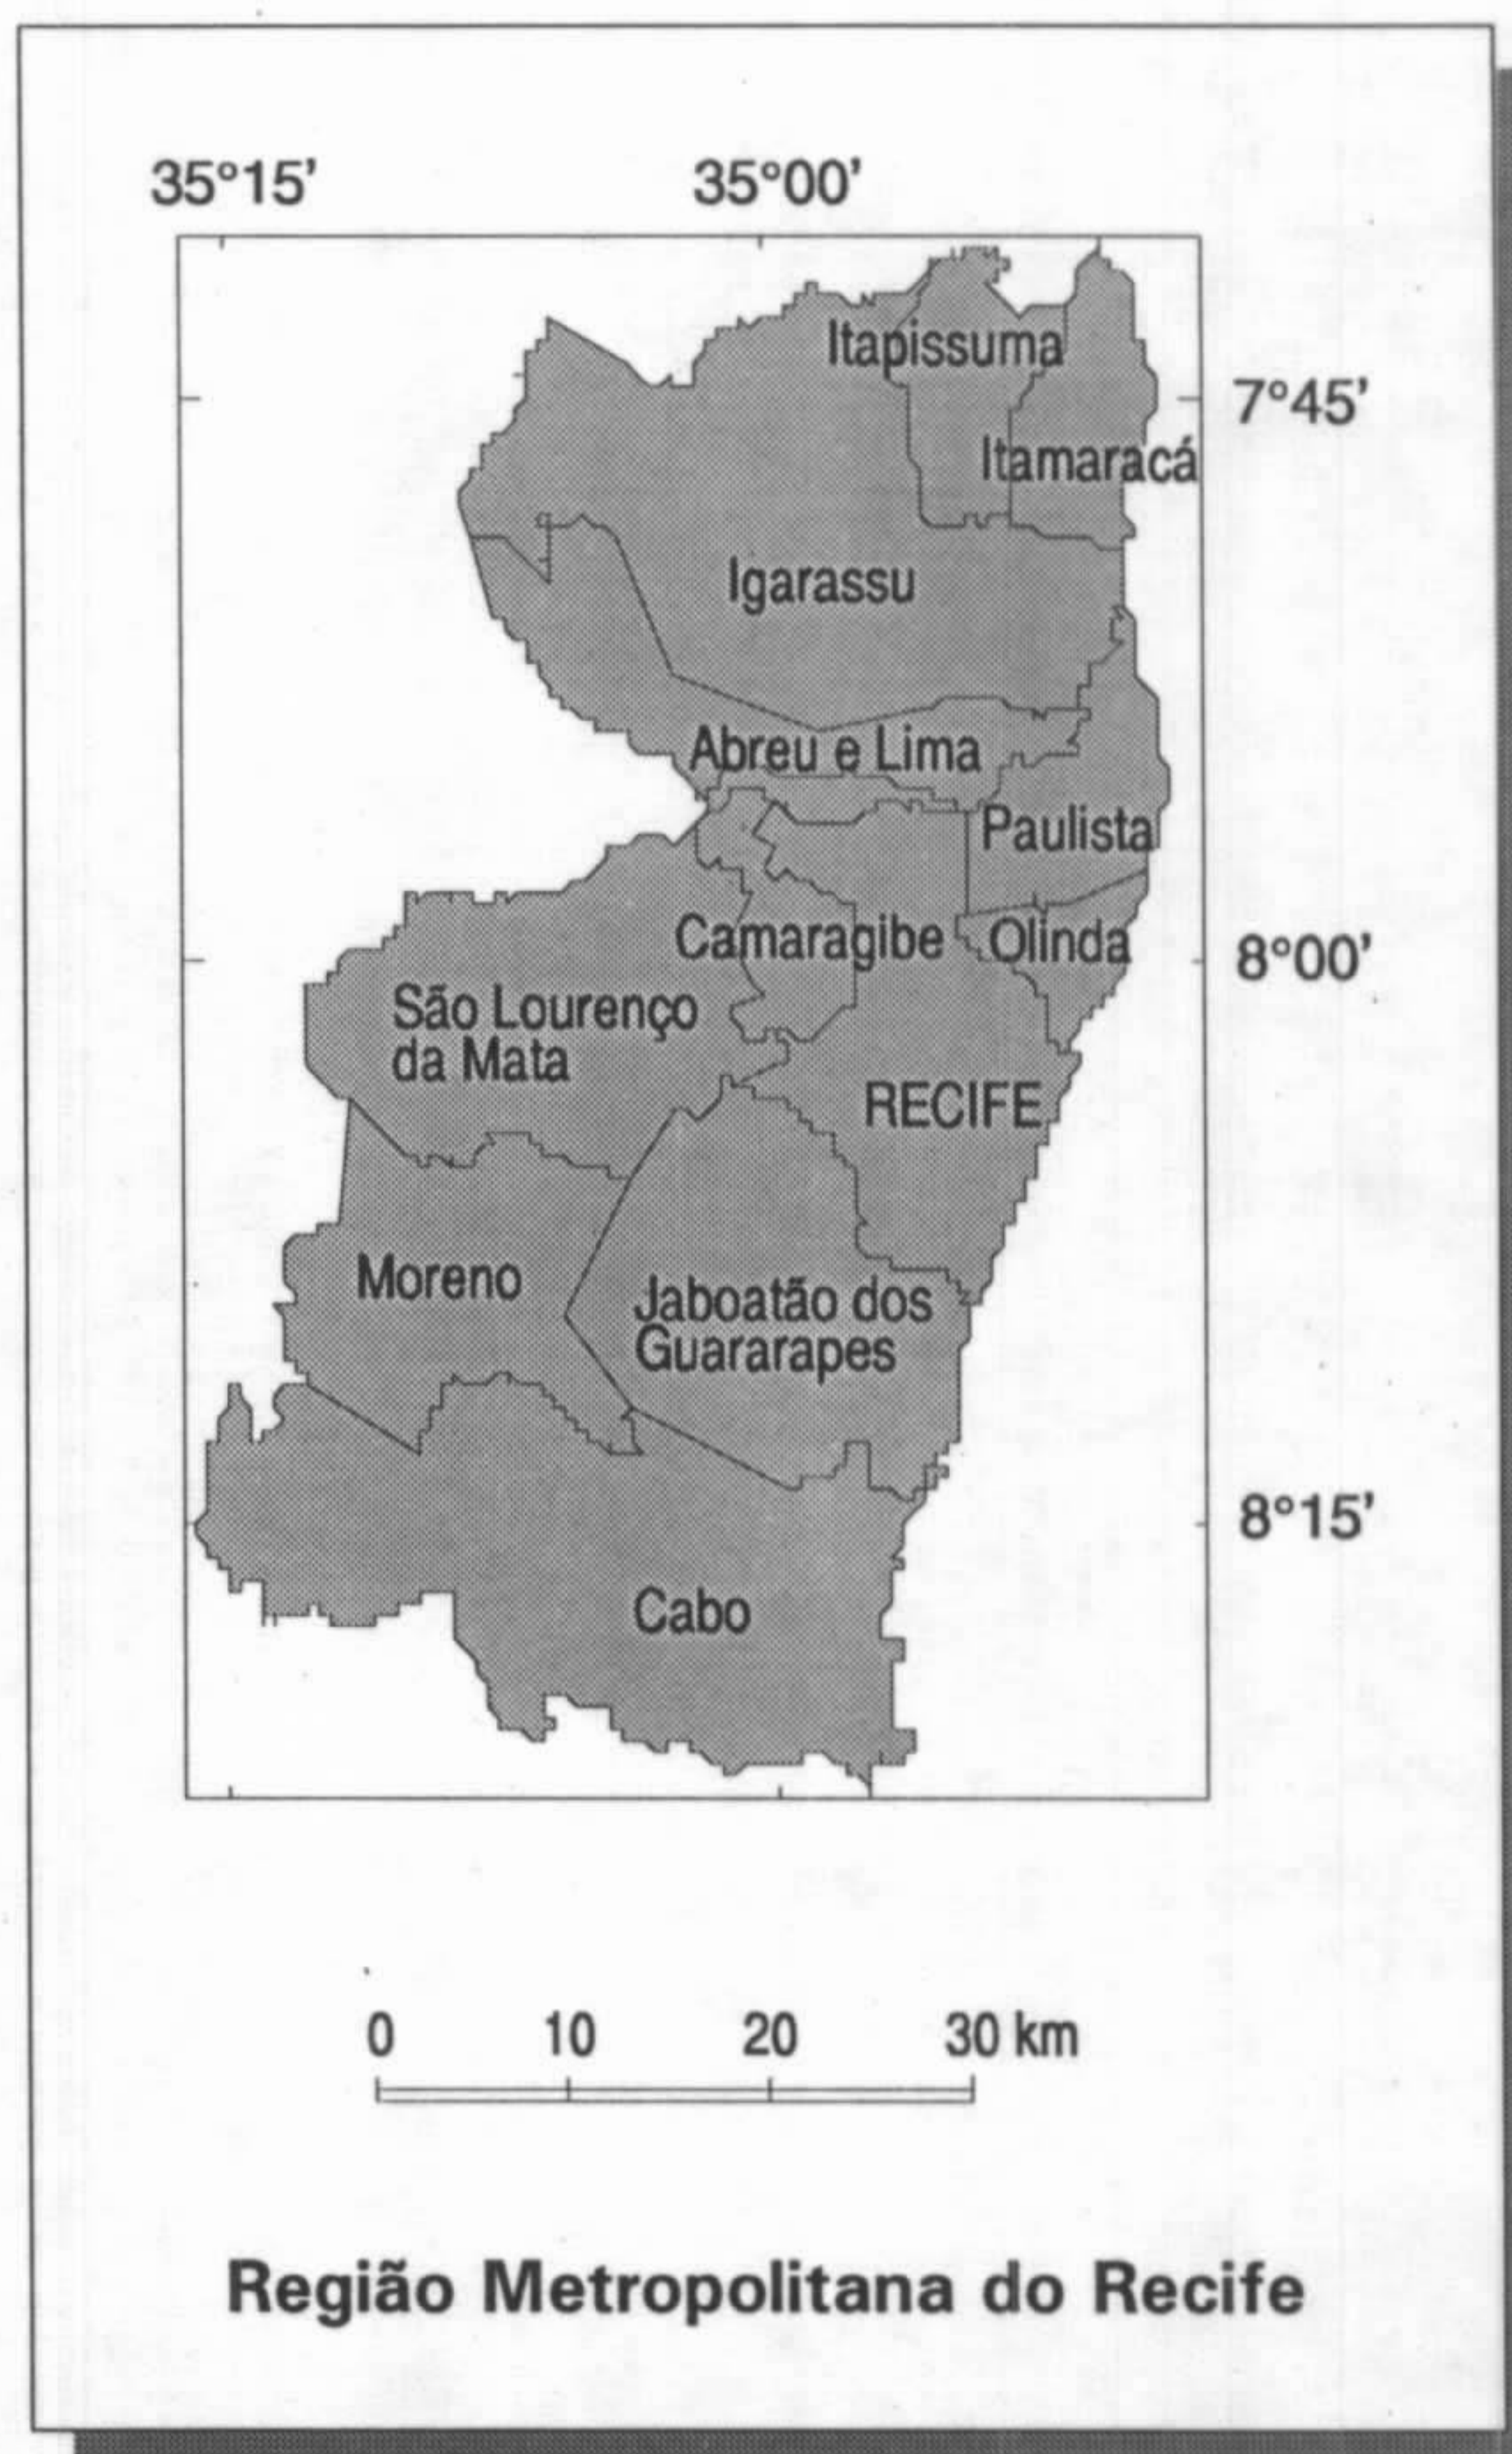 35°15' 35°00'
Itapissuma
7°45'
Itamaracá
Igarassu
Abreu e Lima
Paulista
Camaragibe Olinda
8°00'
São Lourenço
da Mata
RECIFE
Moreno
Jaboatão dos
Guararapes
8°15'
Cabo
0 10 20 30 km
Região Metropolitana do Recife